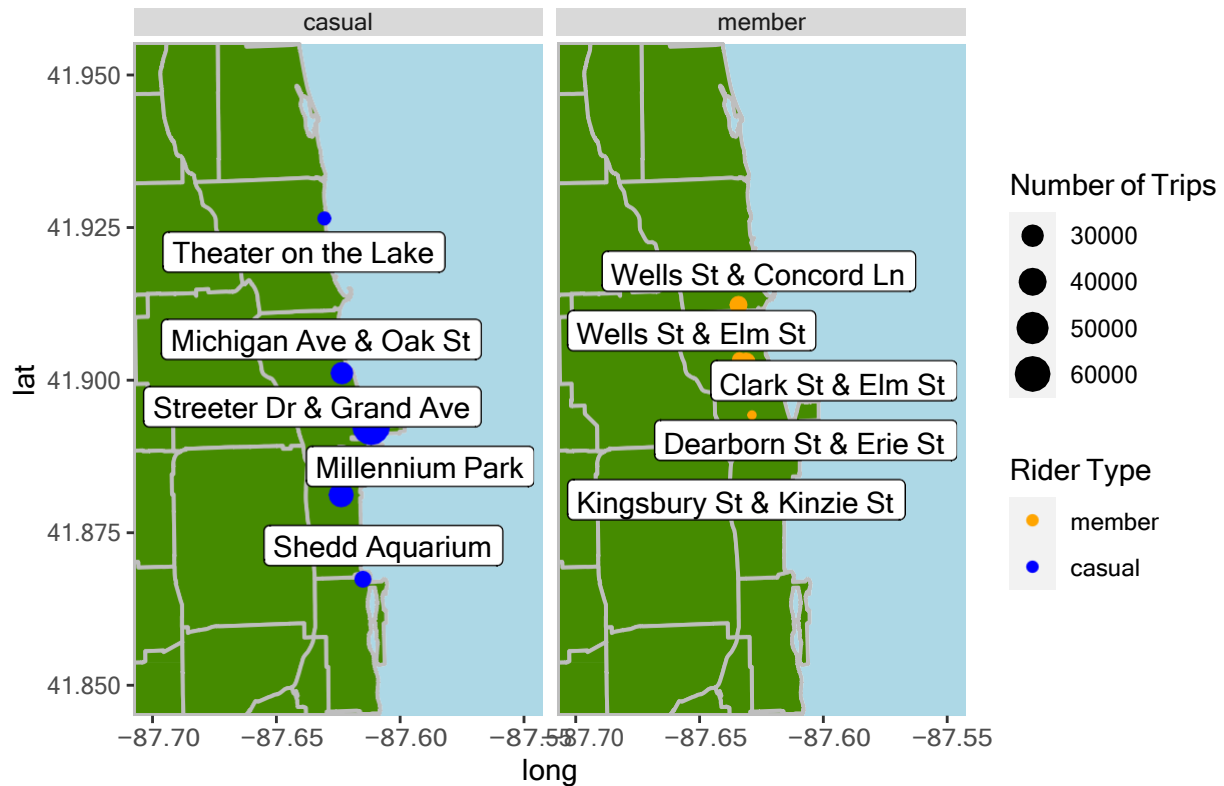 casual
member
41.950
41.925
41.900
41.875
41.850
lat
Theater on the Lake
Michigan Ave & Oak St
Streeter Dr & Grand Ave
Millennium Park
Shedd Aquarium
Wells St & Concord Ln
Wells St & Elm St
Clark St & Elm St
Dearborn St & Erie St
Kingsbury St & Kinzie St
−87.70
−87.65
−87.60
−87.55
−87.70
−87.65
−87.60
−87.55
long
Number of Trips
30000
40000
50000
60000
Rider Type
member
casual